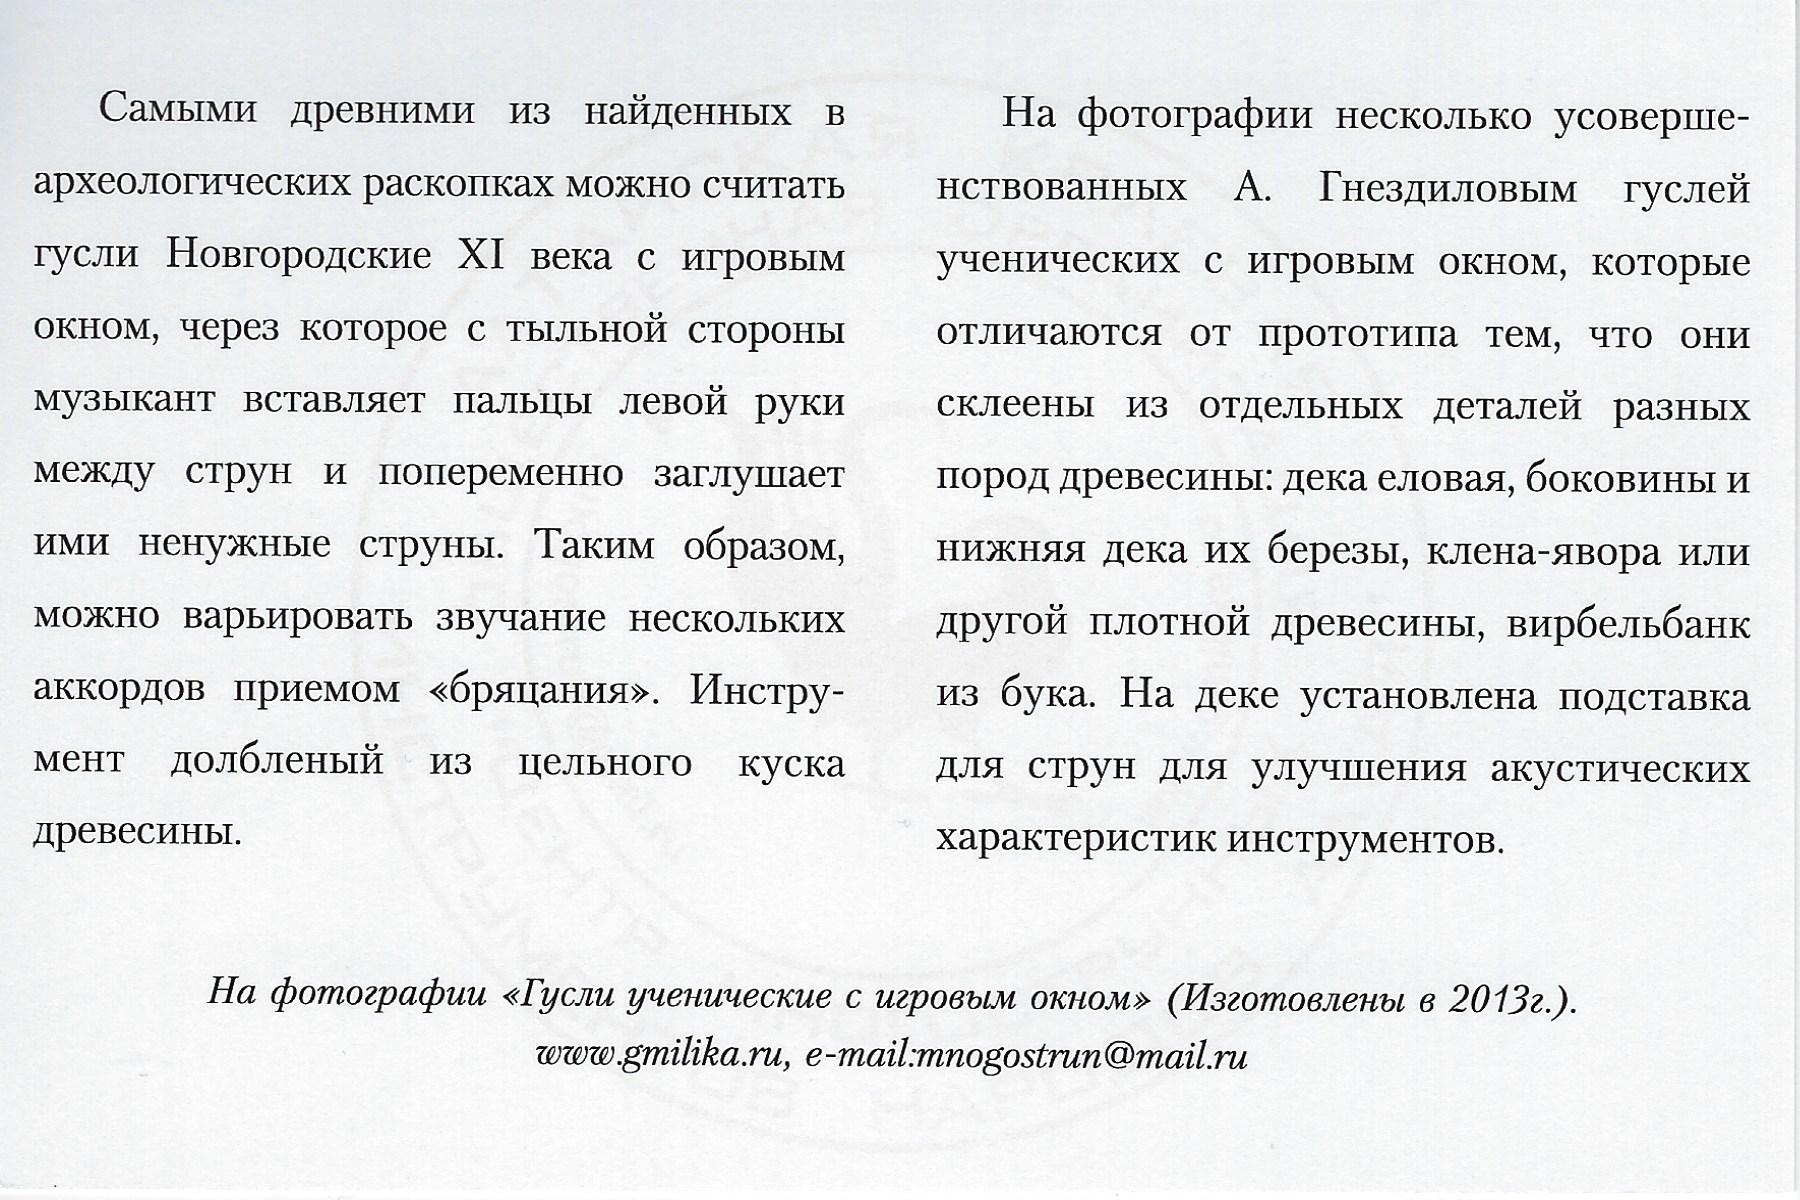 Самыми древними из найденных в
археологических раскопках можно считать
гусли Новгородские XI века с игровым
окном, через которое с тыльной стороны
музыкант вставляет пальцы левой руки
между струн и попеременно заглушает
ими ненужные струны. Таким образом,
можно варьировать звучание нескольких
аккордов приемом «бряцания». Инстру-
мент долбленый из цельного куска
древесины.
На фотографии несколько усоверше-
нствованных А. Гнездиловым гуслей
ученических с игровым окном, которые
отличаются от прототипа тем, что они
склеены из отдельных деталей разных
пород древесины: дека еловая, боковины и
нижняя дека их березы, клена-явора или
другой плотной древесины, вирбельбанк
из бука. На деке установлена подставка
для струн для улучшения акустических
характеристик инструментов.
На фотографии «Гусли ученические с игровым окном» (Изготовлены в 2013г.).
www.gmilika.ru, e-mail:mnogostrun@mail.ru